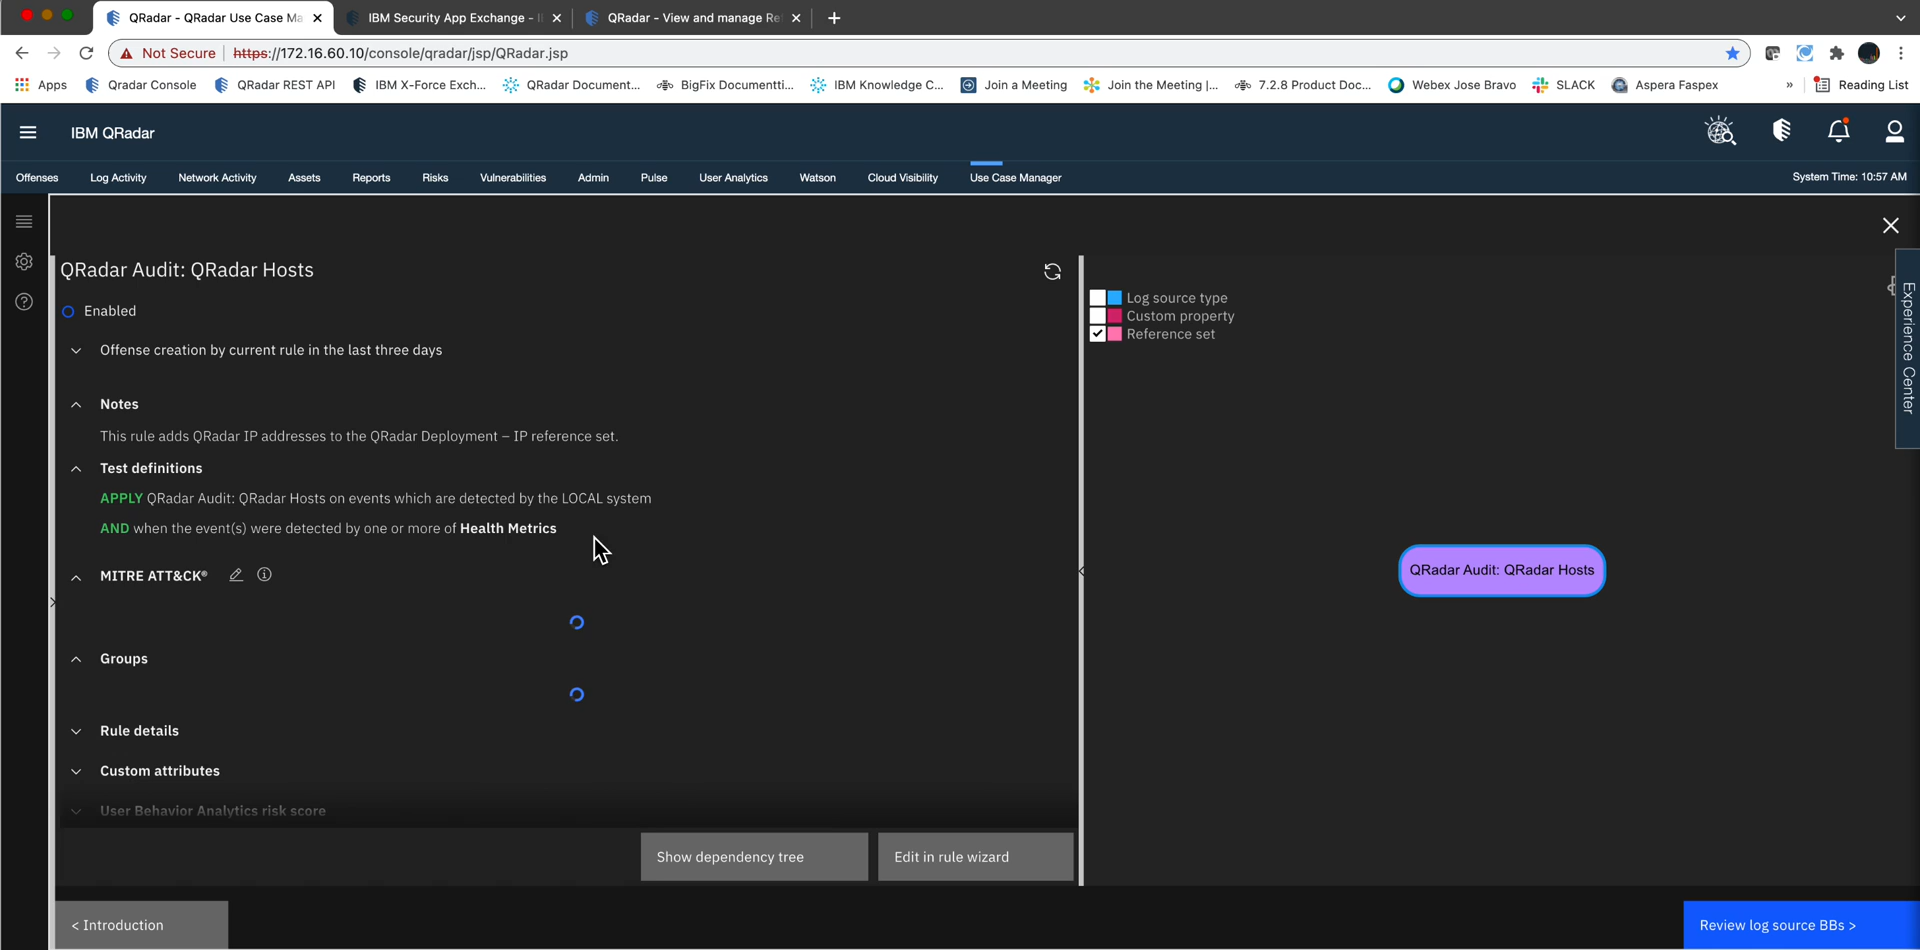 QRadar - QRadar Use Case Ma
IBM Security App Exchange -
QRadar - View and manage Re
Not Secure
https://172.16.60.10/console/qradar/jsp/QRadar.jsp
Apps
Qradar Console
QRadar REST API
IBM X-Force Exch...
QRadar Document...
BigFix Documentti...
IBM Knowledge C...
Join a Meeting
Join the Meeting |...
7.2.8 Product Doc...
Webex Jose Bravo
SLACK
Aspera Faspex
»
Reading List
IBM QRadar
Offenses
Log Activity
Network Activity
Assets
Reports
Risks
Vulnerabilities
Admin
Pulse
User Analytics
Watson
Cloud Visibility
Use Case Manager
System Time: 10:57 AM
QRadar Audit: QRadar Hosts
Enabled
Offense creation by current rule in the last three days
Notes
This rule adds QRadar IP addresses to the QRadar Deployment – IP reference set.
Test definitions
APPLY QRadar Audit: QRadar Hosts on events which are detected by the LOCAL system
AND when the event(s) were detected by one or more of Health Metrics
MITRE ATT&CK®
Groups
Rule details
Custom attributes
User Behavior Analytics risk score
Show dependency tree
Edit in rule wizard
< Introduction
Log source type
Custom property
Reference set
QRadar Audit: QRadar Hosts
Experience Center
Review log source BBs >